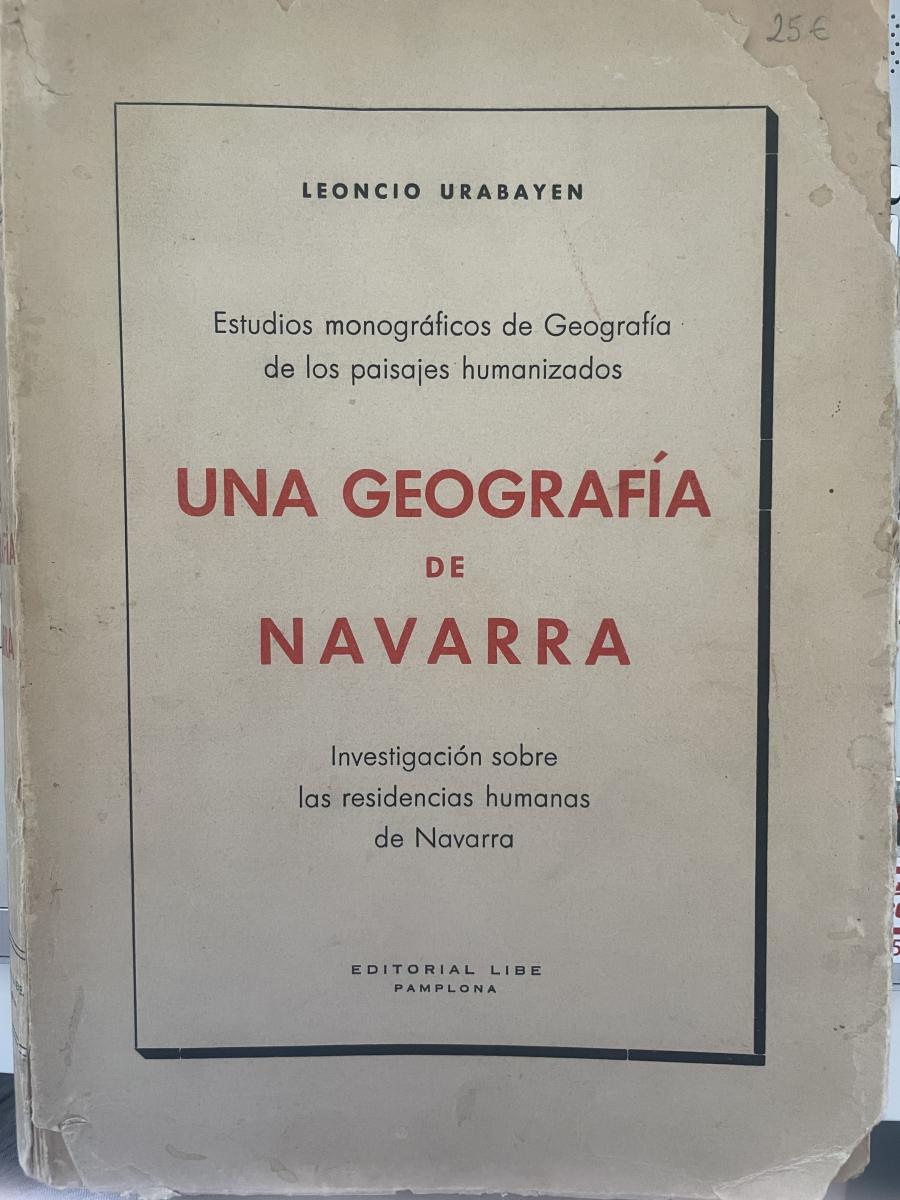 25€
LEONCIO URABAYEN
Estudios monográficos de Geografía
de los paisajes humanizados
UNA GEOGRAFÍA
DE
NAVARRA
Investigación sobre
las residencias humanas
de Navarra
EDITORIAL LIBE
PAMPLONA